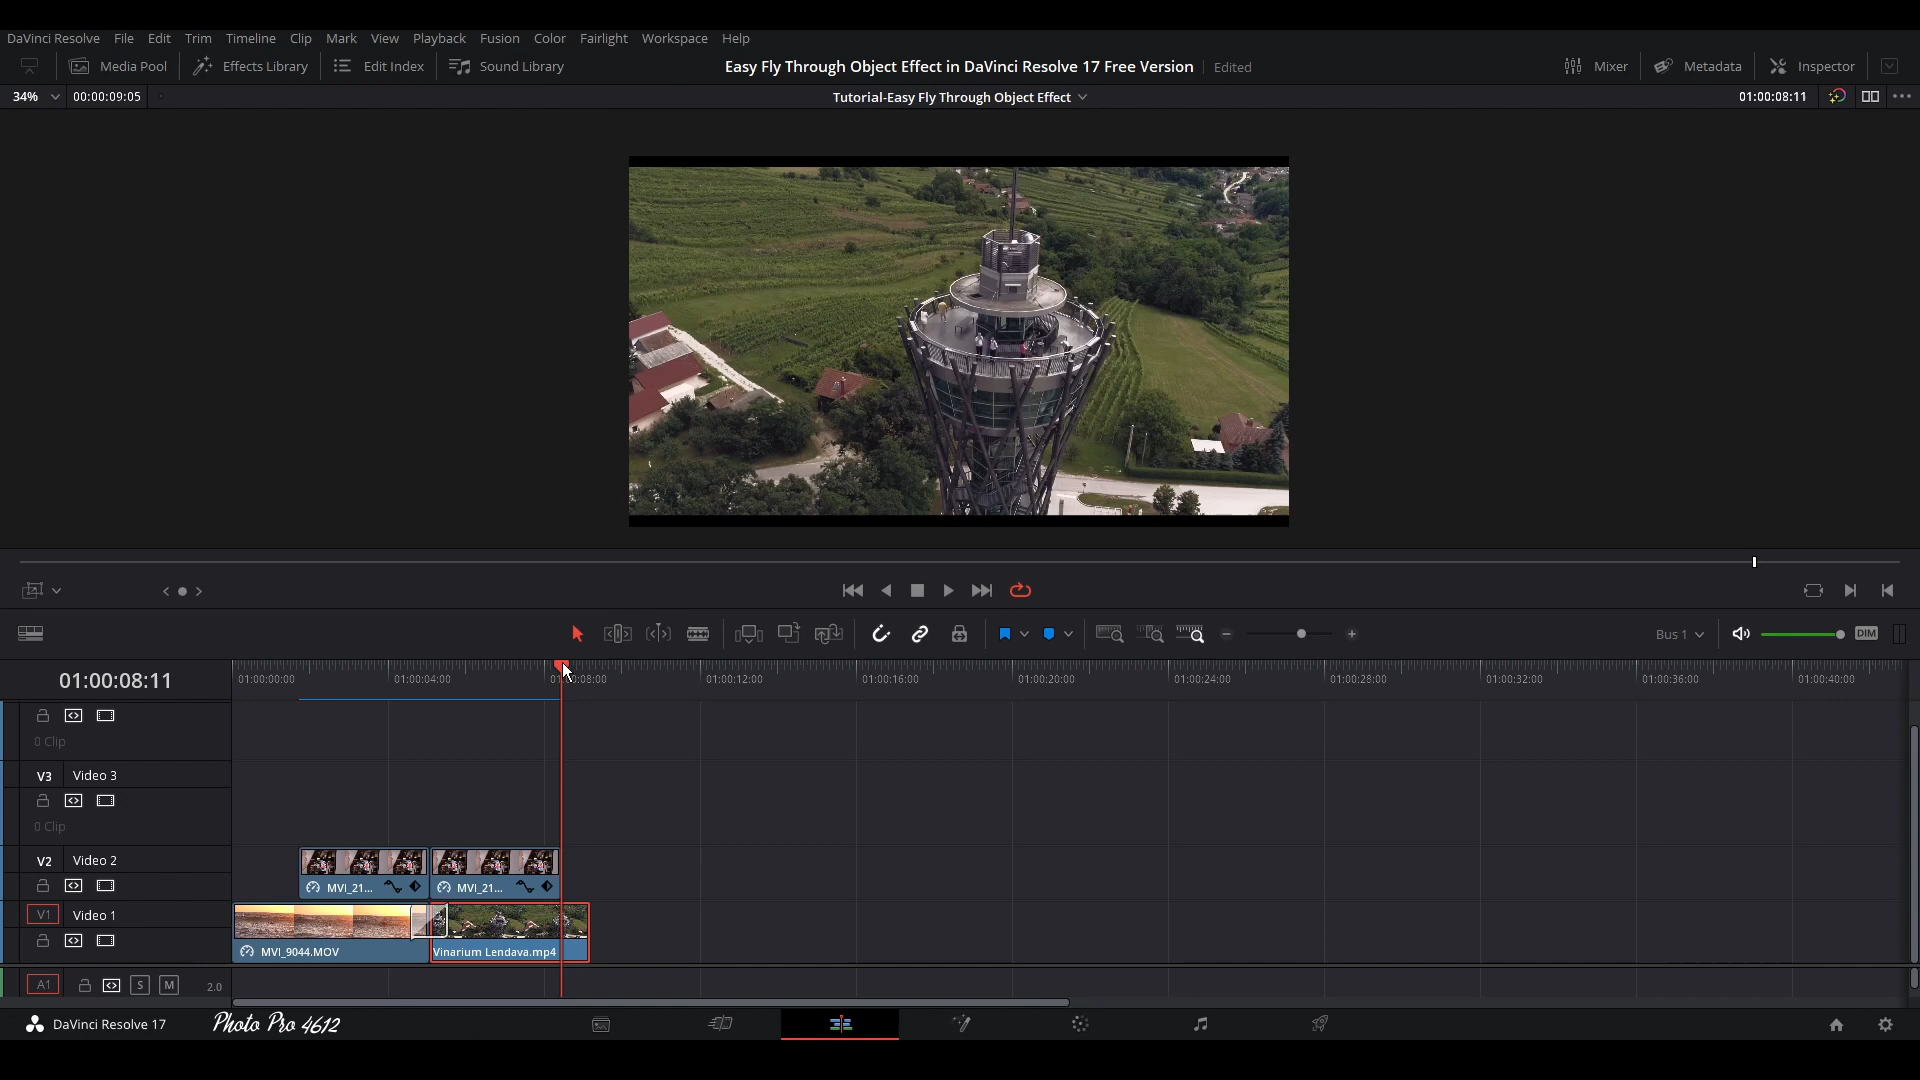 DaVinci Resolve File Edit Trim Timeline Clip Mark View Playback Fusion Color Fairlight Workspace Help
Media Pool Effects Library Edit Index Sound Library Easy Fly Through Object Effect in DaVinci Resolve 17 Free Version Edited Mixer Metadata Inspector
34% 00:00:09:05 Tutorial-Easy Fly Through Object Effect 01:00:08:11
Bus 1 DIM
01:00:08:11 01:00:00:00 01:00:04:00 01:00:08:00 01:00:12:00 01:00:16:00 01:00:20:00 01:00:24:00 01:00:28:00 01:00:32:00 01:00:36:00 01:00:40:00
0 Clip
V3 Video 3
0 Clip
V2 Video 2
MVI_21... MVI_21...
V1 Video 1
MVI_9044.MOV Vinarium Lendava.mp4
A1 S M 2.0
DaVinci Resolve 17 Photo Pro 4612